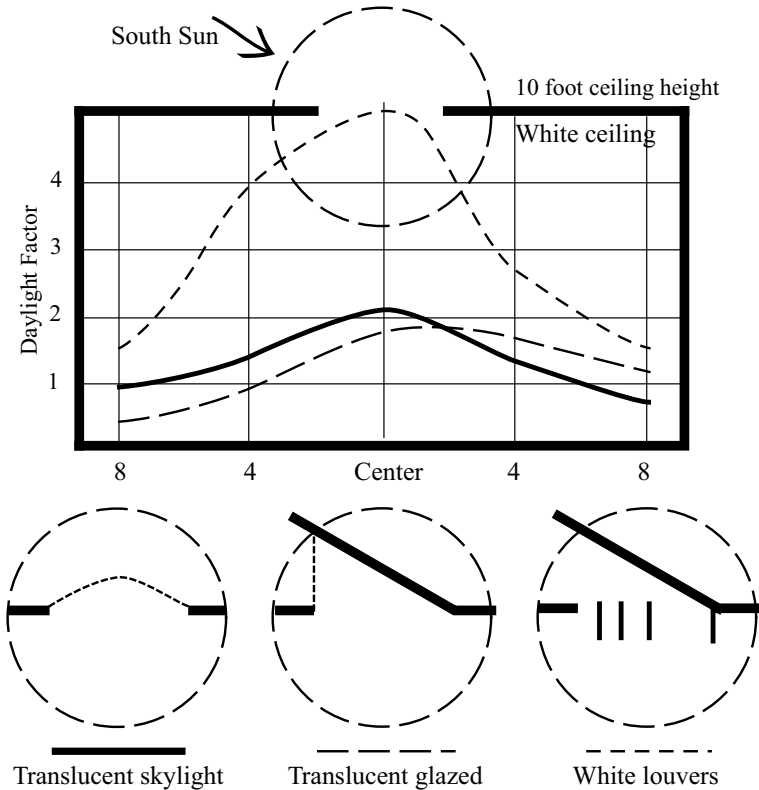 South Sun
10 foot ceiling height
White ceiling
Daylight Factor
4
3
2
1
8
4
Center
4
8
Translucent skylight
Translucent glazed
White louvers